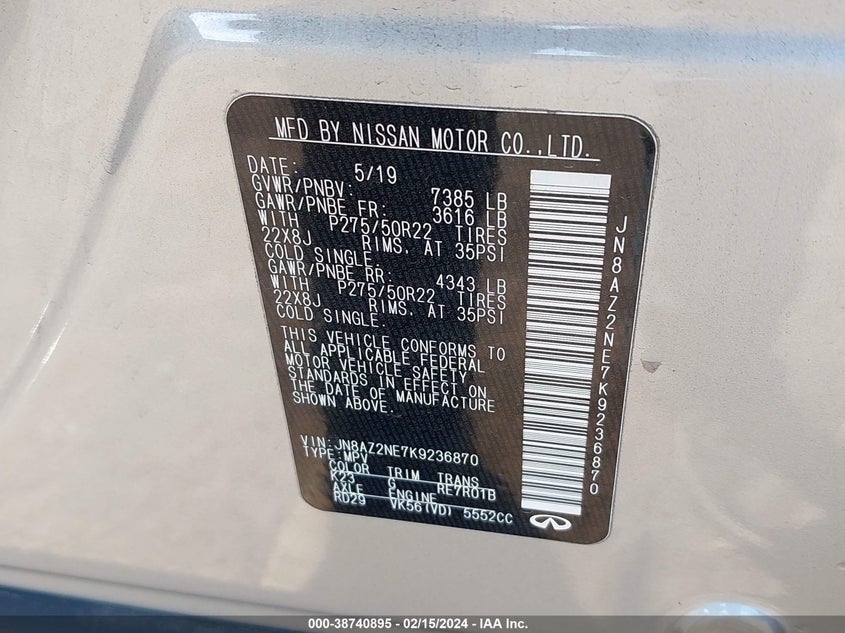 MFD BY NISSAN MOTOR CO.,LTD.
DATE: 5/19
GVWR/PNBV: 7385 LB
GAWR/PNBE FR: 3616 LB
WITH P275/50R22 TIRES
22X8J RIMS, AT 35PSI
COLD SINGLE.
GAWR/PNBE RR: 4343 LB
WITH P275/50R22 TIRES
22X8J RIMS, AT 35PSI
COLD SINGLE.
THIS VEHICLE CONFORMS TO
ALL APPLICABLE FEDERAL
MOTOR VEHICLE SAFETY
STANDARDS IN EFFECT ON
THE DATE OF MANUFACTURE
SHOWN ABOVE.
VIN:JN8AZ2NE7K9236870
TYPE:MPV
COLOR TRIM TRANS
K23 G RE7R01B
AXLE ENGINE
RD29 VK56(VD) 5552CC
JN8AZ2NE7K9236870
000-38740895 - 02/15/2024 - IAA Inc.